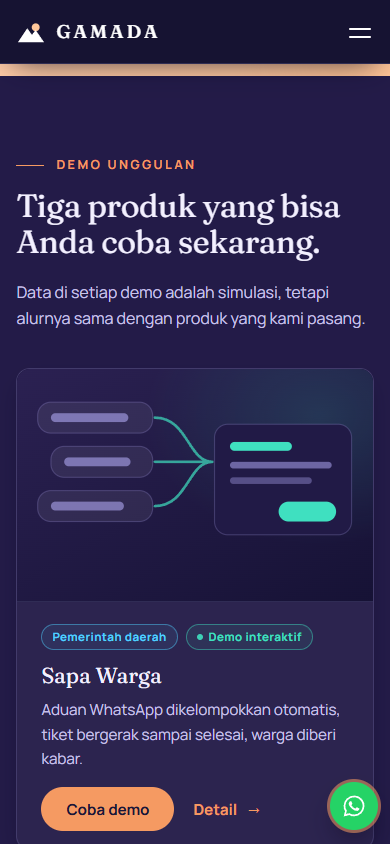 GAMADA
DEMO UNGGULAN
Tiga produk yang bisa
Anda coba sekarang.
Data di setiap demo adalah simulasi, tetapi
alurnya sama dengan produk yang kami pasang.
Pemerintah daerah
Demo interaktif
Sapa Warga
Aduan WhatsApp dikelompokkan otomatis,
tiket bergerak sampai selesai, warga diberi
kabar.
Coba demo
Detail →